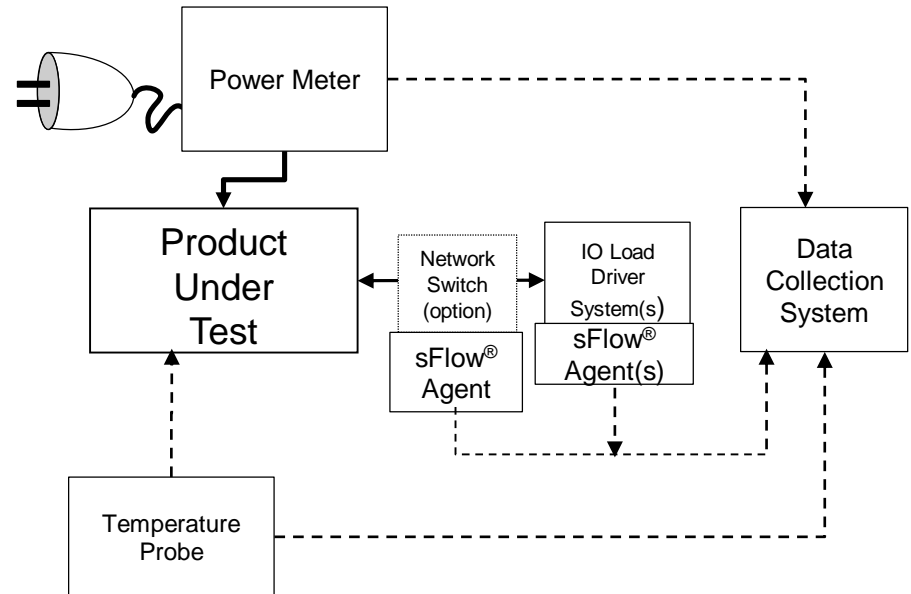 Power Meter
Product
Under
Test
Network
Switch
(option)
sFlow®
Agent
IO Load
Driver
System(s)
sFlow®
Agent(s)
Data
Collection
System
Temperature
Probe